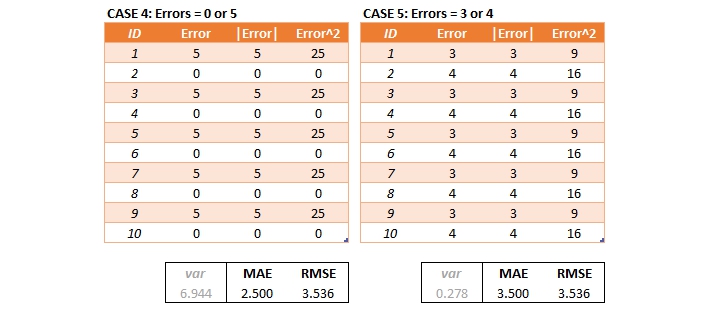 CASE 4: Errors = 0 or 5
ID Error |Error| Error^2
1 5 5 25
2 0 0 0
3 5 5 25
4 0 0 0
5 5 5 25
6 0 0 0
7 5 5 25
8 0 0 0
9 5 5 25
10 0 0 0
var MAE RMSE
6.944 2.500 3.536
CASE 5: Errors = 3 or 4
ID Error |Error| Error^2
1 3 3 9
2 4 4 16
3 3 3 9
4 4 4 16
5 3 3 9
6 4 4 16
7 3 3 9
8 4 4 16
9 3 3 9
10 4 4 16
var MAE RMSE
0.278 3.500 3.536